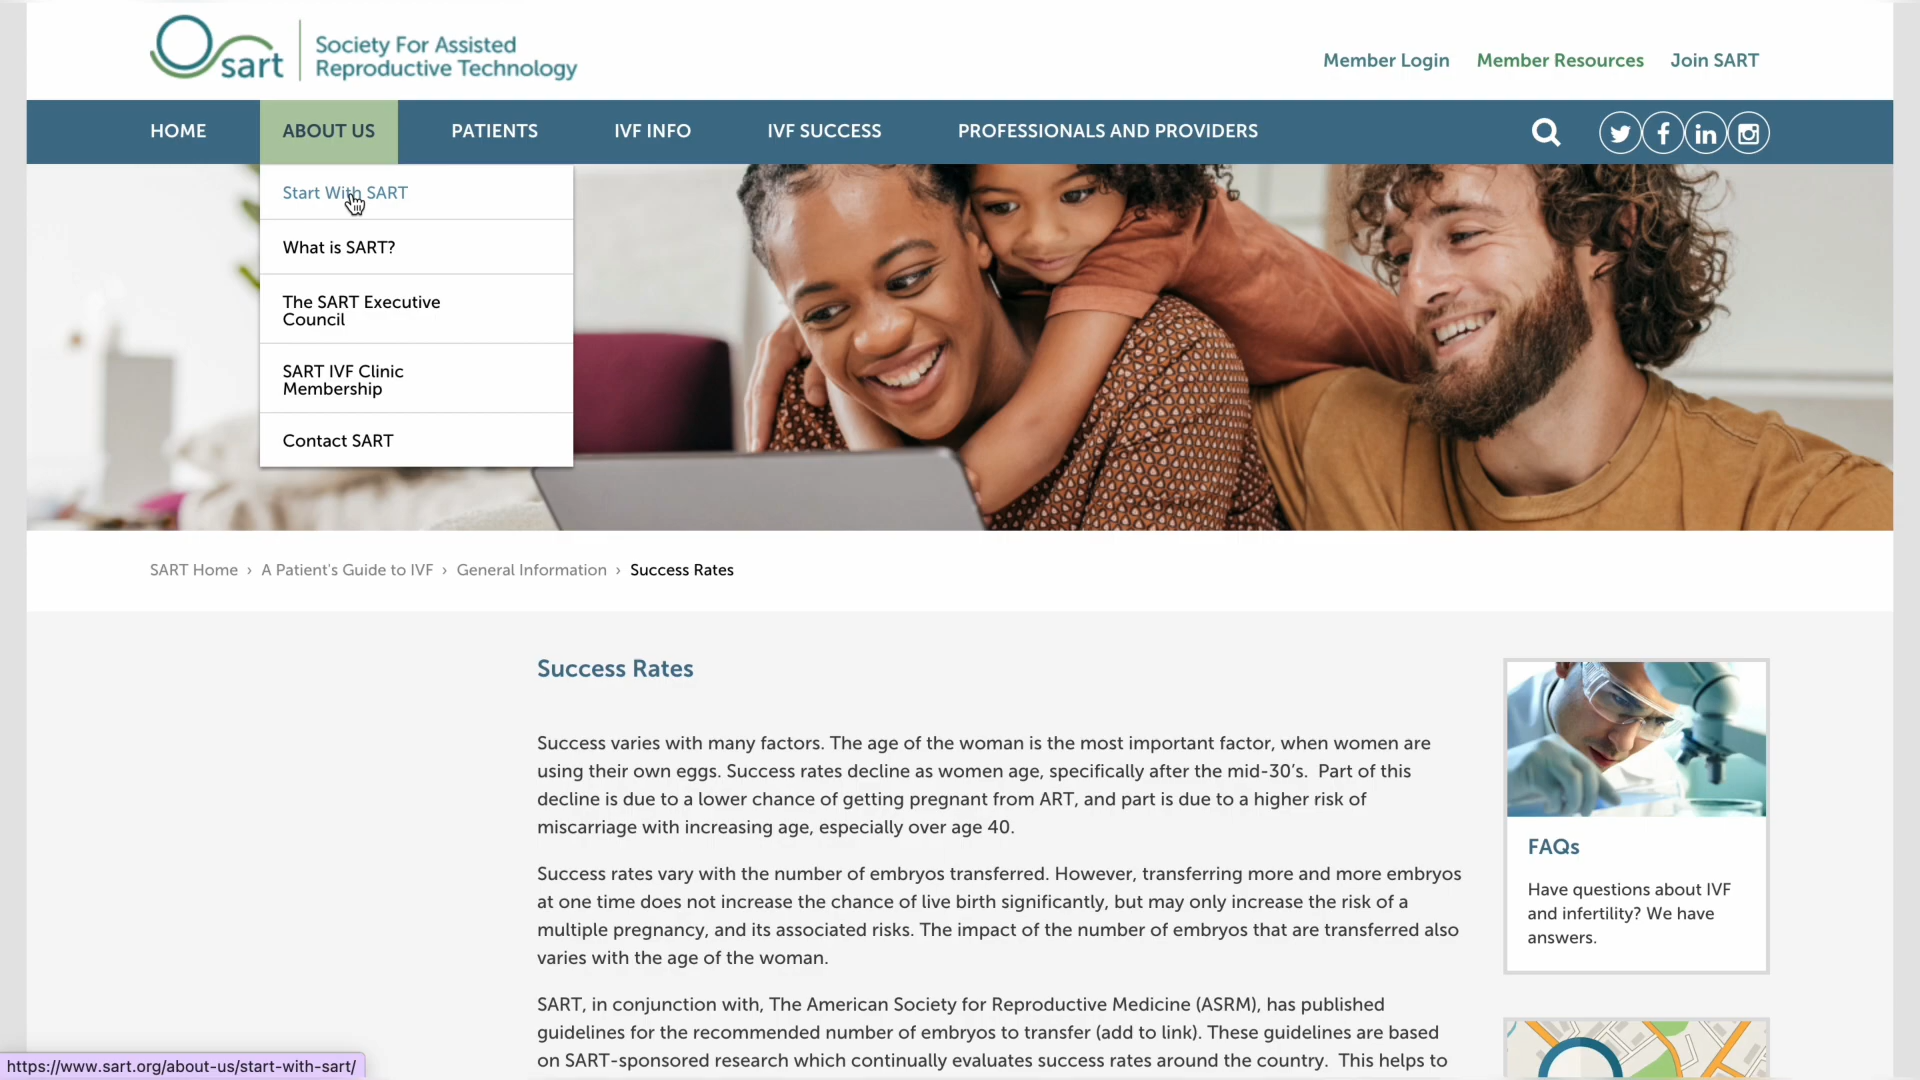 sart
Society For Assisted
Reproductive Technology
Member Login
Member Resources
Join SART
HOME
ABOUT US
PATIENTS
IVF INFO
IVF SUCCESS
PROFESSIONALS AND PROVIDERS
Start With SART
What is SART?
The SART Executive
Council
SART IVF Clinic
Membership
Contact SART
SART Home › A Patient's Guide to IVF › General Information › Success Rates
Success Rates
Success varies with many factors. The age of the woman is the most important factor, when women are
using their own eggs. Success rates decline as women age, specifically after the mid-30’s. Part of this
decline is due to a lower chance of getting pregnant from ART, and part is due to a higher risk of
miscarriage with increasing age, especially over age 40.
Success rates vary with the number of embryos transferred. However, transferring more and more embryos
at one time does not increase the chance of live birth significantly, but may only increase the risk of a
multiple pregnancy, and its associated risks. The impact of the number of embryos that are transferred also
varies with the age of the woman.
SART, in conjunction with, The American Society for Reproductive Medicine (ASRM), has published
guidelines for the recommended number of embryos to transfer (add to link). These guidelines are based
on SART-sponsored research which continually evaluates success rates around the country. This helps to
FAQs
Have questions about IVF
and infertility? We have
answers.
https://www.sart.org/about-us/start-with-sart/